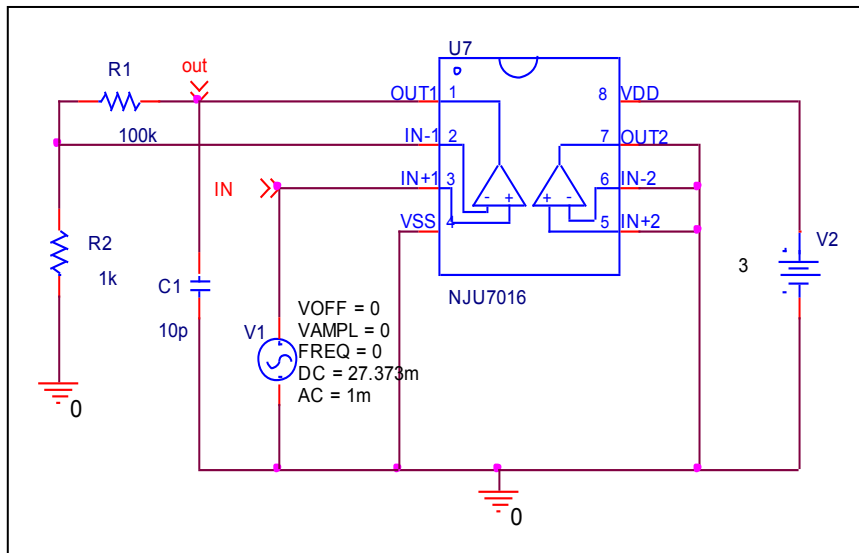 U7
R1
out
OUT1
1
8
VDD
100k
IN-1
2
7
OUT2
IN
IN+1
3
6
IN-2
- +
+ -
VSS
4
5
IN+2
R2
1k
V2
3
C1
10p
NJU7016
V1
VOFF = 0
VAMPL = 0
FREQ = 0
DC = 27.373m
AC = 1m
0
0